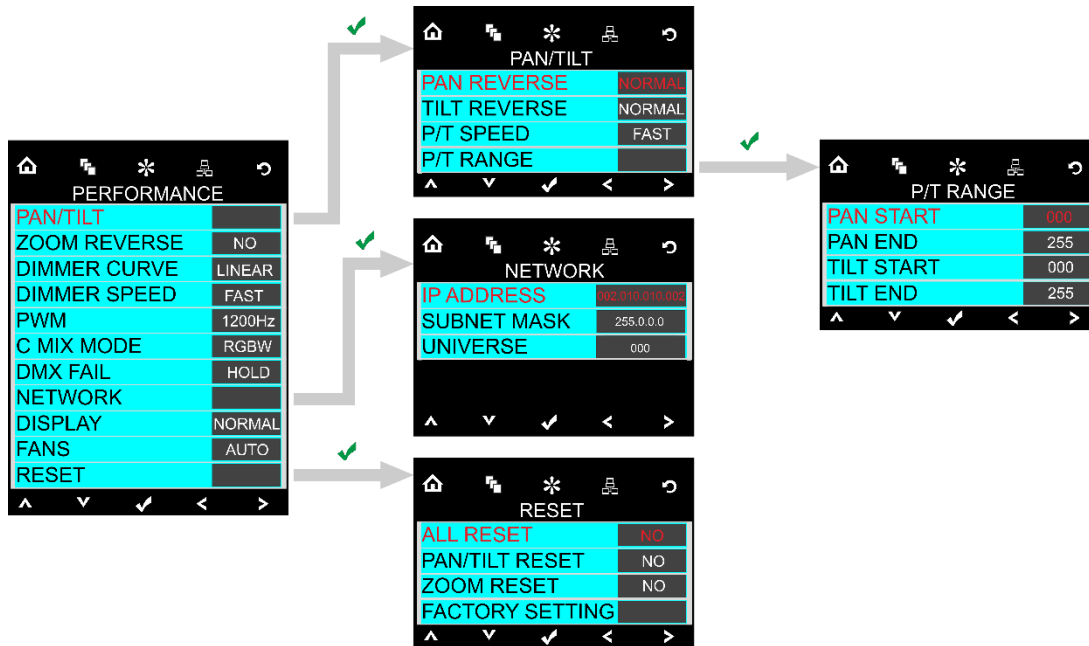 PERFORMANCE
PAN/TILT
ZOOM REVERSE NO
DIMMER CURVE LINEAR
DIMMER SPEED FAST
PWM 1200Hz
C MIX MODE RGBW
DMX FAIL HOLD
NETWORK
DISPLAY NORMAL
FANS AUTO
RESET
PAN/TILT
PAN REVERSE NORMAL
TILT REVERSE NORMAL
P/T SPEED FAST
P/T RANGE
NETWORK
IP ADDRESS 002.010.010.002
SUBNET MASK 255.0.0.0
UNIVERSE 000
RESET
ALL RESET NO
PAN/TILT RESET NO
ZOOM RESET NO
FACTORY SETTING
P/T RANGE
PAN START 000
PAN END 255
TILT START 000
TILT END 255